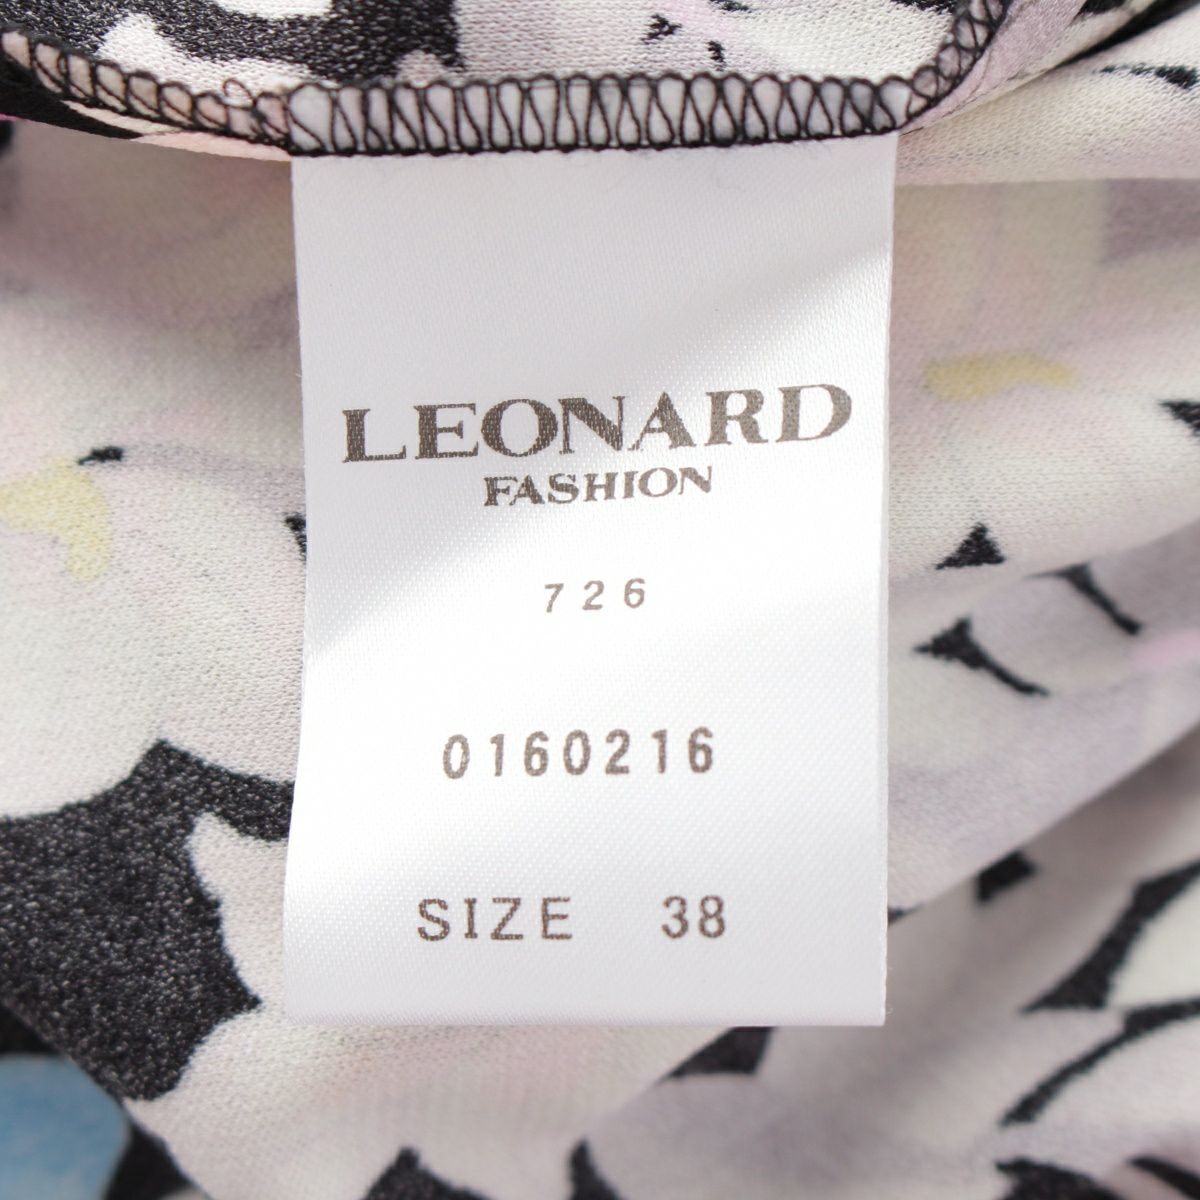 LEONARD
FASHION
726
0160216
SIZE 38